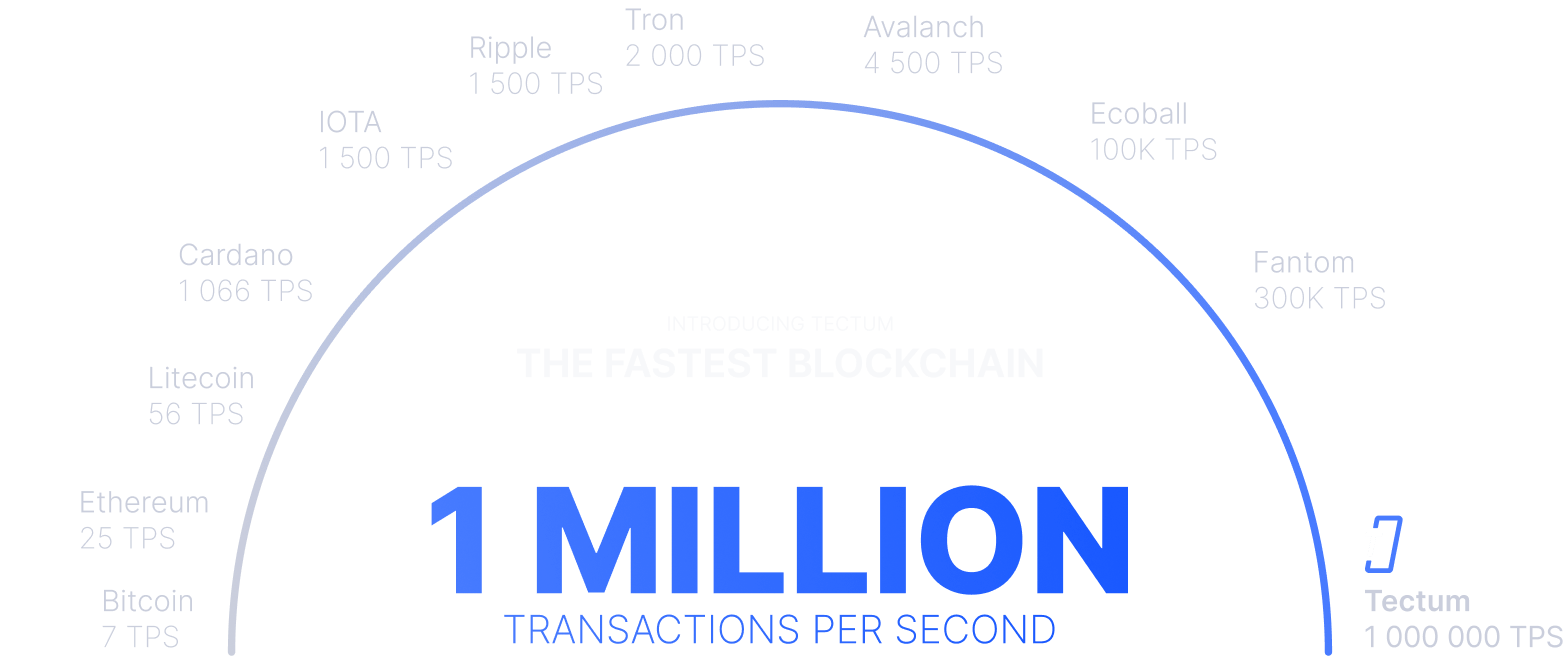 Tron
2 000 TPS
Avalanch
4 500 TPS
Ripple
1 500 TPS
IOTA
1 500 TPS
Ecoball
100K TPS
Cardano
1 066 TPS
Fantom
300K TPS
INTRODUCING TECTUM
THE FASTEST BLOCKCHAIN
Litecoin
56 TPS
Ethereum
25 TPS
1 MILLION
TRANSACTIONS PER SECOND
Bitcoin
7 TPS
Tectum
1 000 000 TPS